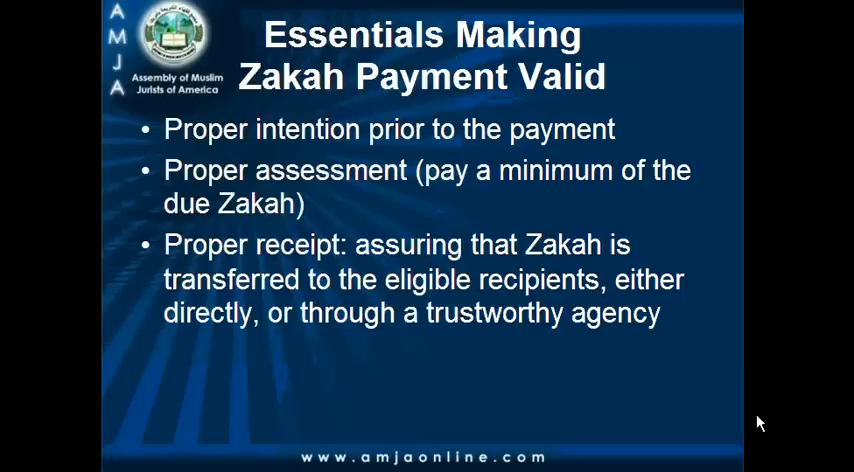 A
M
J
A
Assembly of Muslim
Jurists of America
Essentials Making
Zakah Payment Valid
• Proper intention prior to the payment
• Proper assessment (pay a minimum of the
due Zakah)
• Proper receipt: assuring that Zakah is
transferred to the eligible recipients, either
directly, or through a trustworthy agency
www.amjaonline.com